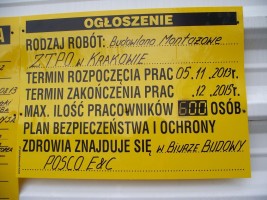 OGŁOSZENIE
RODZAJ ROBÓT: Budowlano Montażowe
ZTPO w KRAKOWIE
TERMIN ROZPOCZĘCIA PRAC 05.11.2013r.
TERMIN ZAKOŃCZENIA PRAC .12.2015r.
MAX. ILOŚĆ PRACOWNIKÓW 600 OSÓB.
PLAN BEZPIECZEŃSTWA I OCHRONY
ZDROWIA ZNAJDUJE SIĘ w BIURZE BUDOWY
POSCO E&C